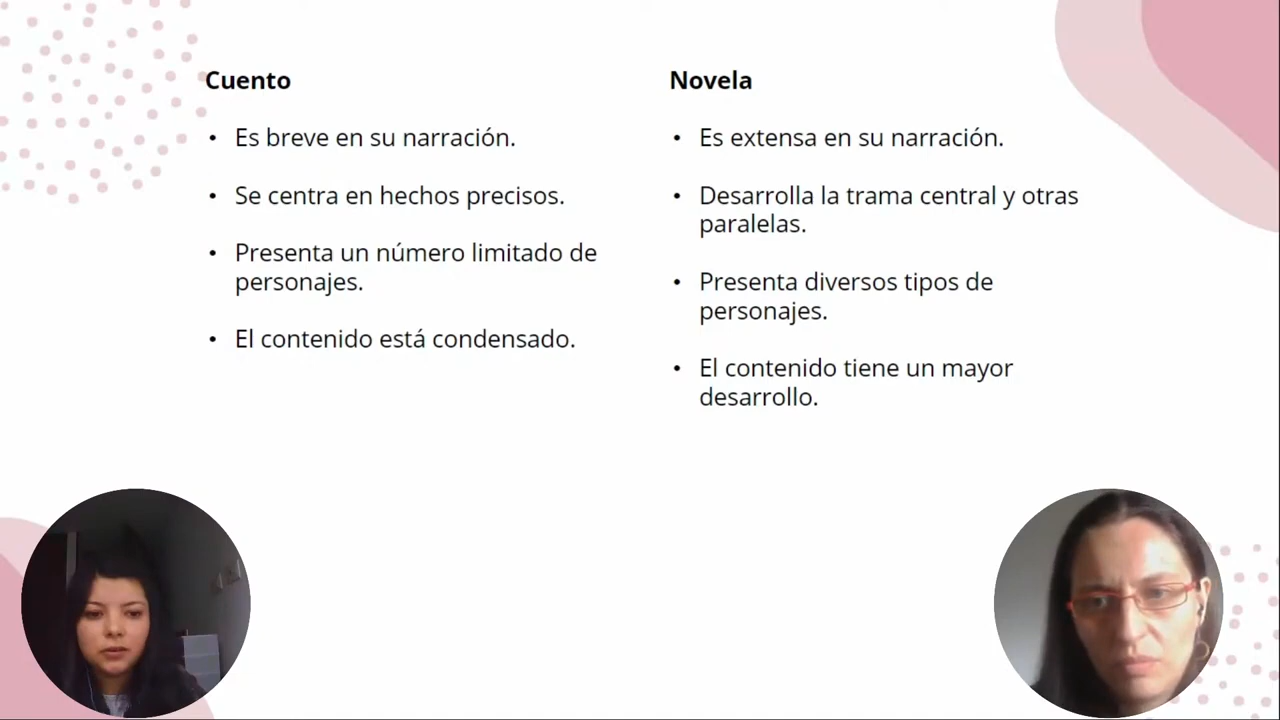 Cuento
• Es breve en su narración.
• Se centra en hechos precisos.
• Presenta un número limitado de
personajes.
• El contenido está condensado.
Novela
• Es extensa en su narración.
• Desarrolla la trama central y otras
paralelas.
• Presenta diversos tipos de
personajes.
• El contenido tiene un mayor
desarrollo.